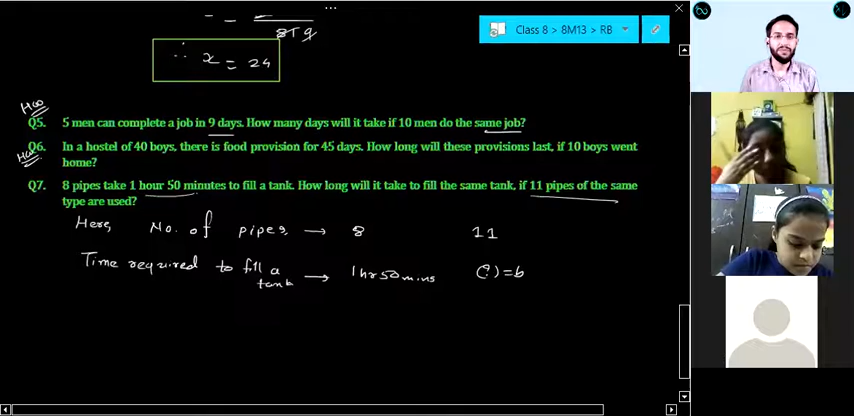 8T9
∴ x = 24
Class 8 > 8M13 > RB
HW
Q5. 5 men can complete a job in 9 days. How many days will it take if 10 men do the same job?
HW
Q6. In a hostel of 40 boys, there is food provision for 45 days. How long will these provisions last, if 10 boys went
home?
Q7. 8 pipes take 1 hour 50 minutes to fill a tank. How long will it take to fill the same tank, if 11 pipes of the same
type are used?
Here, No. of pipes → 8 11
Time required to fill a
tank → 1 hr 50 mins (?) = b